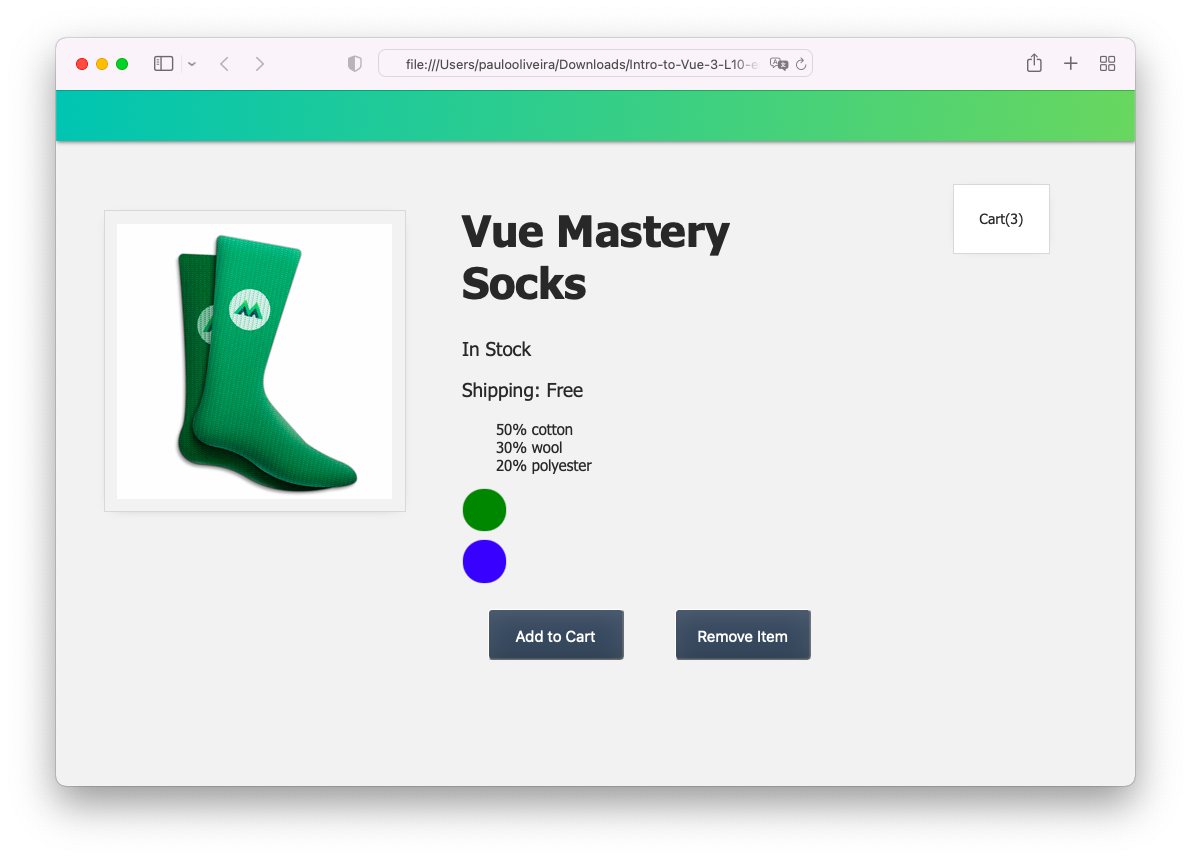 file:///Users/paulooliveira/Downloads/Intro-to-Vue-3-L10-e
Cart(3)
Vue Mastery
Socks
In Stock
Shipping: Free
50% cotton
30% wool
20% polyester
Add to Cart
Remove Item